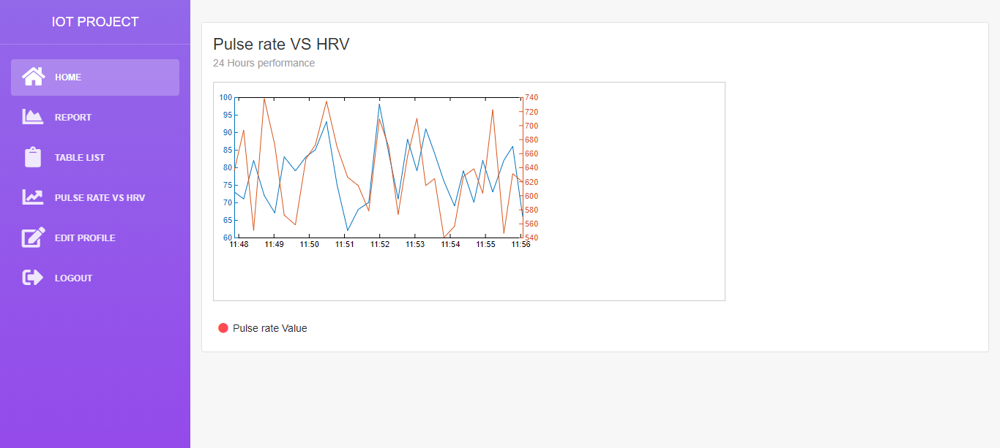 IOT PROJECT
HOME
REPORT
TABLE LIST
PULSE RATE VS HRV
EDIT PROFILE
LOGOUT
Pulse rate VS HRV
24 Hours performance
100
95
90
85
80
75
70
65
60
740
720
700
680
660
640
620
600
580
560
540
11:48 11:49 11:50 11:51 11:52 11:53 11:54 11:55 11:56
Pulse rate Value